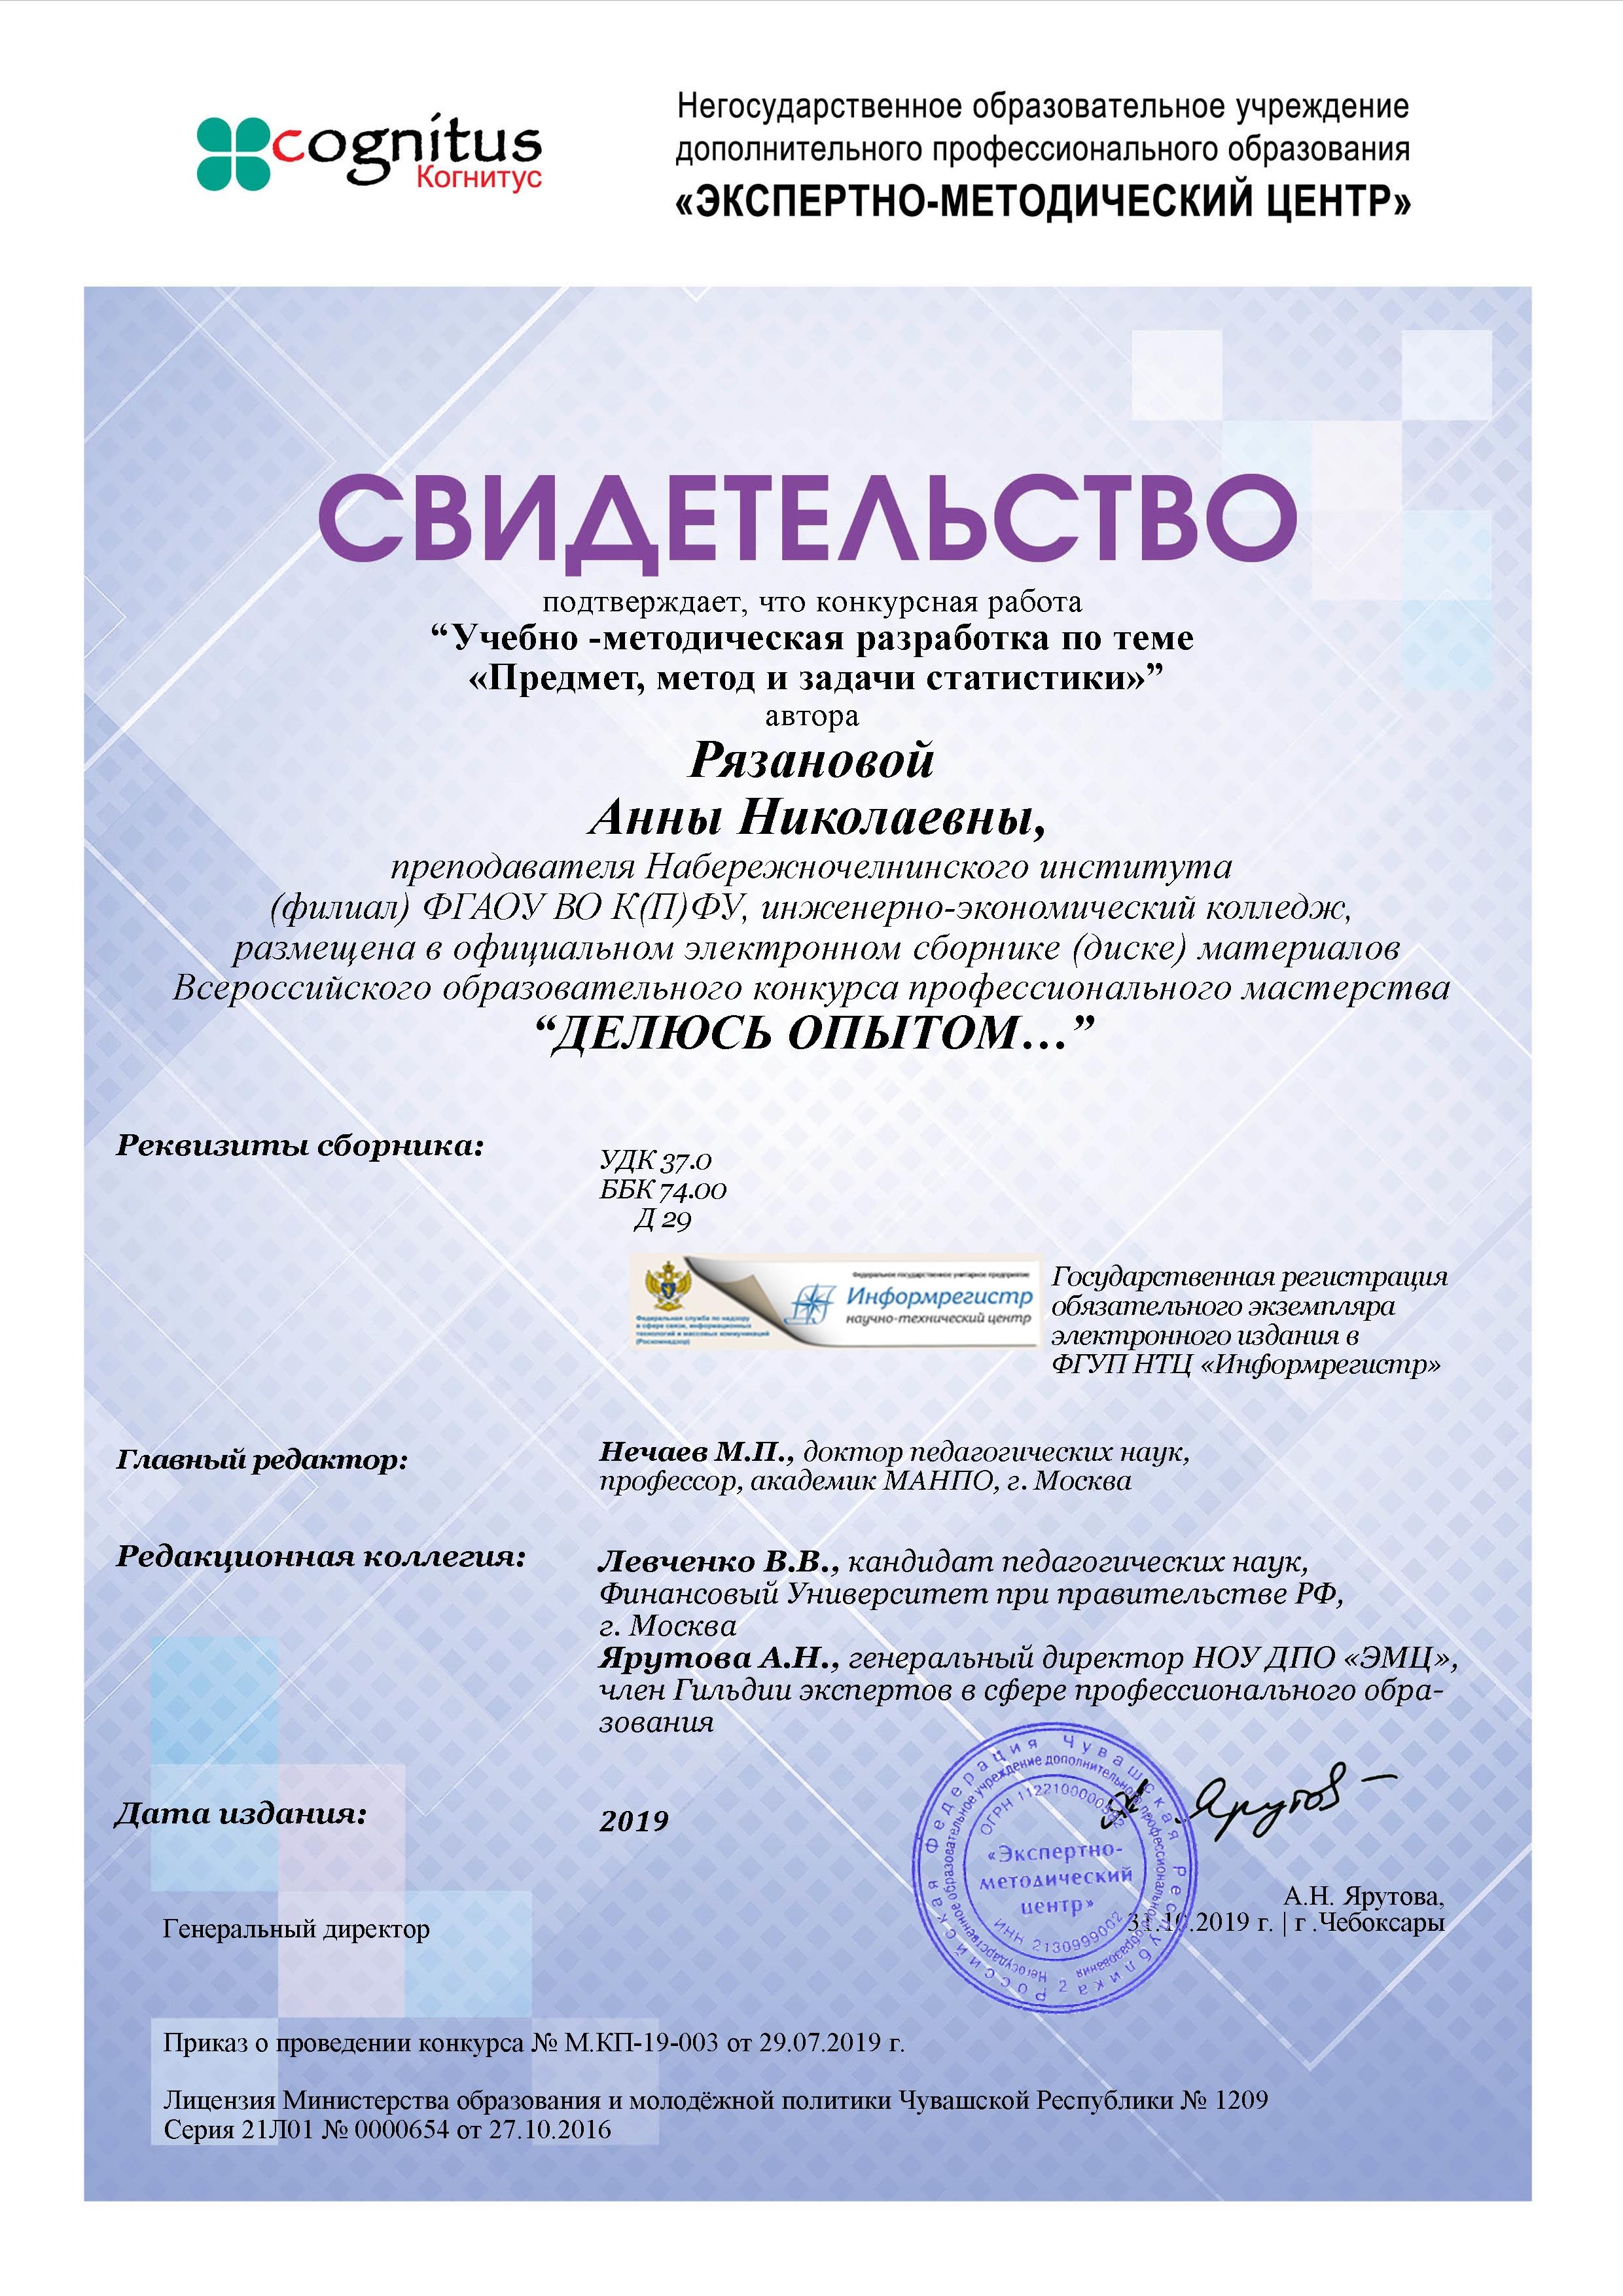 cognitus
Когнитус
Негосударственное образовательное учреждение
дополнительного профессионального образования
«ЭКСПЕРТНО-МЕТОДИЧЕСКИЙ ЦЕНТР»
СВИДЕТЕЛЬСТВО
подтверждает, что конкурсная работа
“Учебно -методическая разработка по теме
«Предмет, метод и задачи статистики»”
автора
Рязановой
Анны Николаевны,
преподавателя Набережночелнинского института
(филиал) ФГАОУ ВО К(П)ФУ, инженерно-экономический колледж,
размещена в официальном электронном сборнике (диске) материалов
Всероссийского образовательного конкурса профессионального мастерства
“ДЕЛЮСЬ ОПЫТОМ…”
Реквизиты сборника:
УДК 37.0
ББК 74.00
Д 29
Федеральная служба по надзору
в сфере связи, информационных
технологий и массовых коммуникаций
(Роскомнадзор)
Федеральное государственное унитарное предприятие
Информрегистр
научно-технический центр
Государственная регистрация
обязательного экземпляра
электронного издания в
ФГУП НТЦ «Информрегистр»
Главный редактор:
Нечаев М.П., доктор педагогических наук,
профессор, академик МАНПО, г. Москва
Редакционная коллегия:
Левченко В.В., кандидат педагогических наук,
Финансовый Университет при правительстве РФ,
г. Москва
Ярутова А.Н., генеральный директор НОУ ДПО «ЭМЦ»,
член Гильдии экспертов в сфере профессионального обра-
зования
Дата издания:
2019
Российская Федерация Чувашская Республика 2
Негосударственное образовательное учреждение дополнительного профессионального образования
ОГРН
«Экспертно-
методический
центр»
ИНН 2130999002
Генеральный директор
А.Н. Ярутова,
31.10.2019 г. | г .Чебоксары
Приказ о проведении конкурса № М.КП-19-003 от 29.07.2019 г.
Лицензия Министерства образования и молодёжной политики Чувашской Республики № 1209
Серия 21Л01 № 0000654 от 27.10.2016